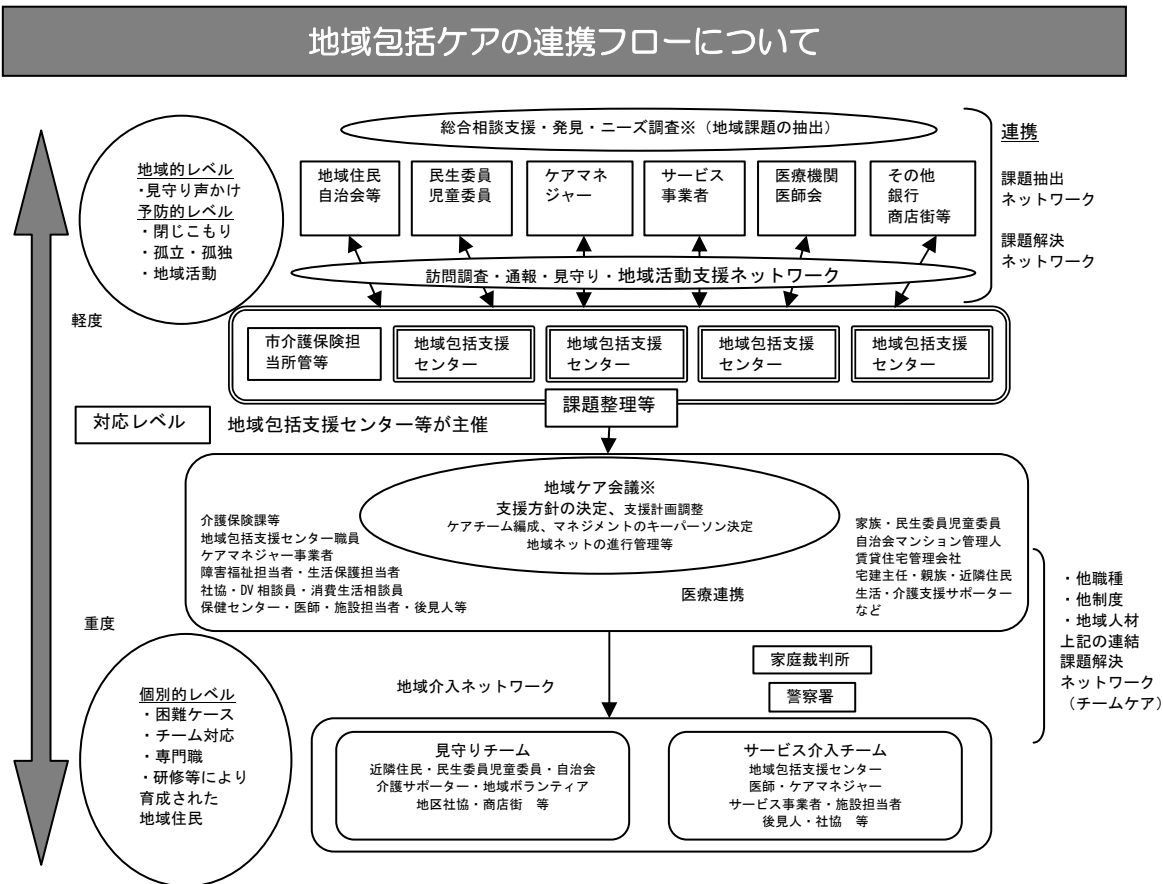 地域包括ケアの連携フローについて
総合相談支援・発見・ニーズ調査※（地域課題の抽出）
連携
課題抽出
ネットワーク
課題解決
ネットワーク
地域的レベル
・見守り声かけ
予防的レベル
・閉じこもり
・孤立・孤独
・地域活動
地域住民
自治会等
民生委員
児童委員
ケアマネ
ジャー
サービス
事業者
医療機関
医師会
その他
銀行
商店街等
訪問調査・通報・見守り・地域活動支援ネットワーク
軽度
市介護保険担
当所管等
地域包括支援
センター
地域包括支援
センター
地域包括支援
センター
地域包括支援
センター
課題整理等
対応レベル
地域包括支援センター等が主催
地域ケア会議※
支援方針の決定、支援計画調整
ケアチーム編成、マネジメントのキーパーソン決定
地域ネットの進行管理等
介護保険課等
地域包括支援センター職員
ケアマネジャー事業者
障害福祉担当者・生活保護担当者
社協・DV相談員・消費生活相談員
保健センター・医師・施設担当者・後見人等
医療連携
家族・民生委員児童委員
自治会マンション管理人
賃貸住宅管理会社
宅建主任・親族・近隣住民
生活・介護支援サポーター
など
・他職種
・他制度
・地域人材
上記の連結
課題解決
ネットワーク
（チームケア）
重度
家庭裁判所
警察署
地域介入ネットワーク
個別的レベル
・困難ケース
・チーム対応
・専門職
・研修等により
育成された
地域住民
見守りチーム
近隣住民・民生委員児童委員・自治会
介護サポーター・地域ボランティア
地区社協・商店街　等
サービス介入チーム
地域包括支援センター
医師・ケアマネジャー
サービス事業者・施設担当者
後見人・社協　等